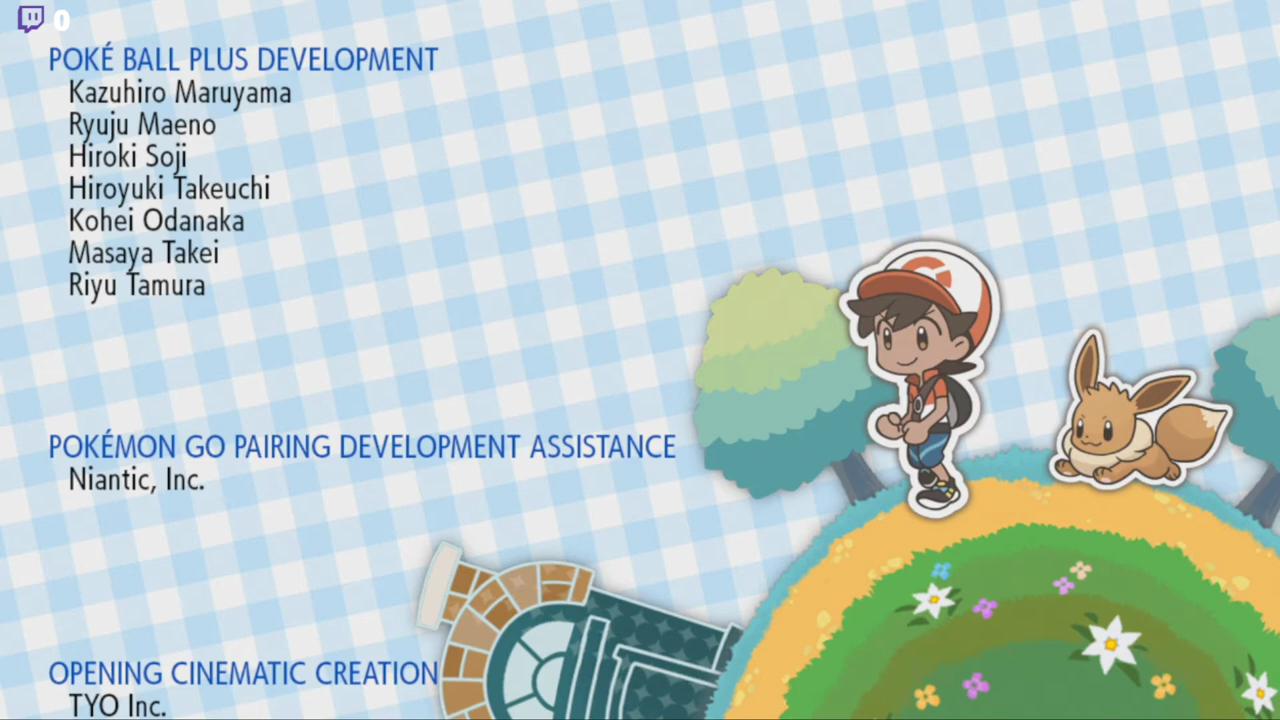 0
POKÉ BALL PLUS DEVELOPMENT
Kazuhiro Maruyama
Ryuju Maeno
Hiroki Soji
Hiroyuki Takeuchi
Kohei Odanaka
Masaya Takei
Riyu Tamura
POKÉMON GO PAIRING DEVELOPMENT ASSISTANCE
Niantic, Inc.
OPENING CINEMATIC CREATION
TYO Inc.